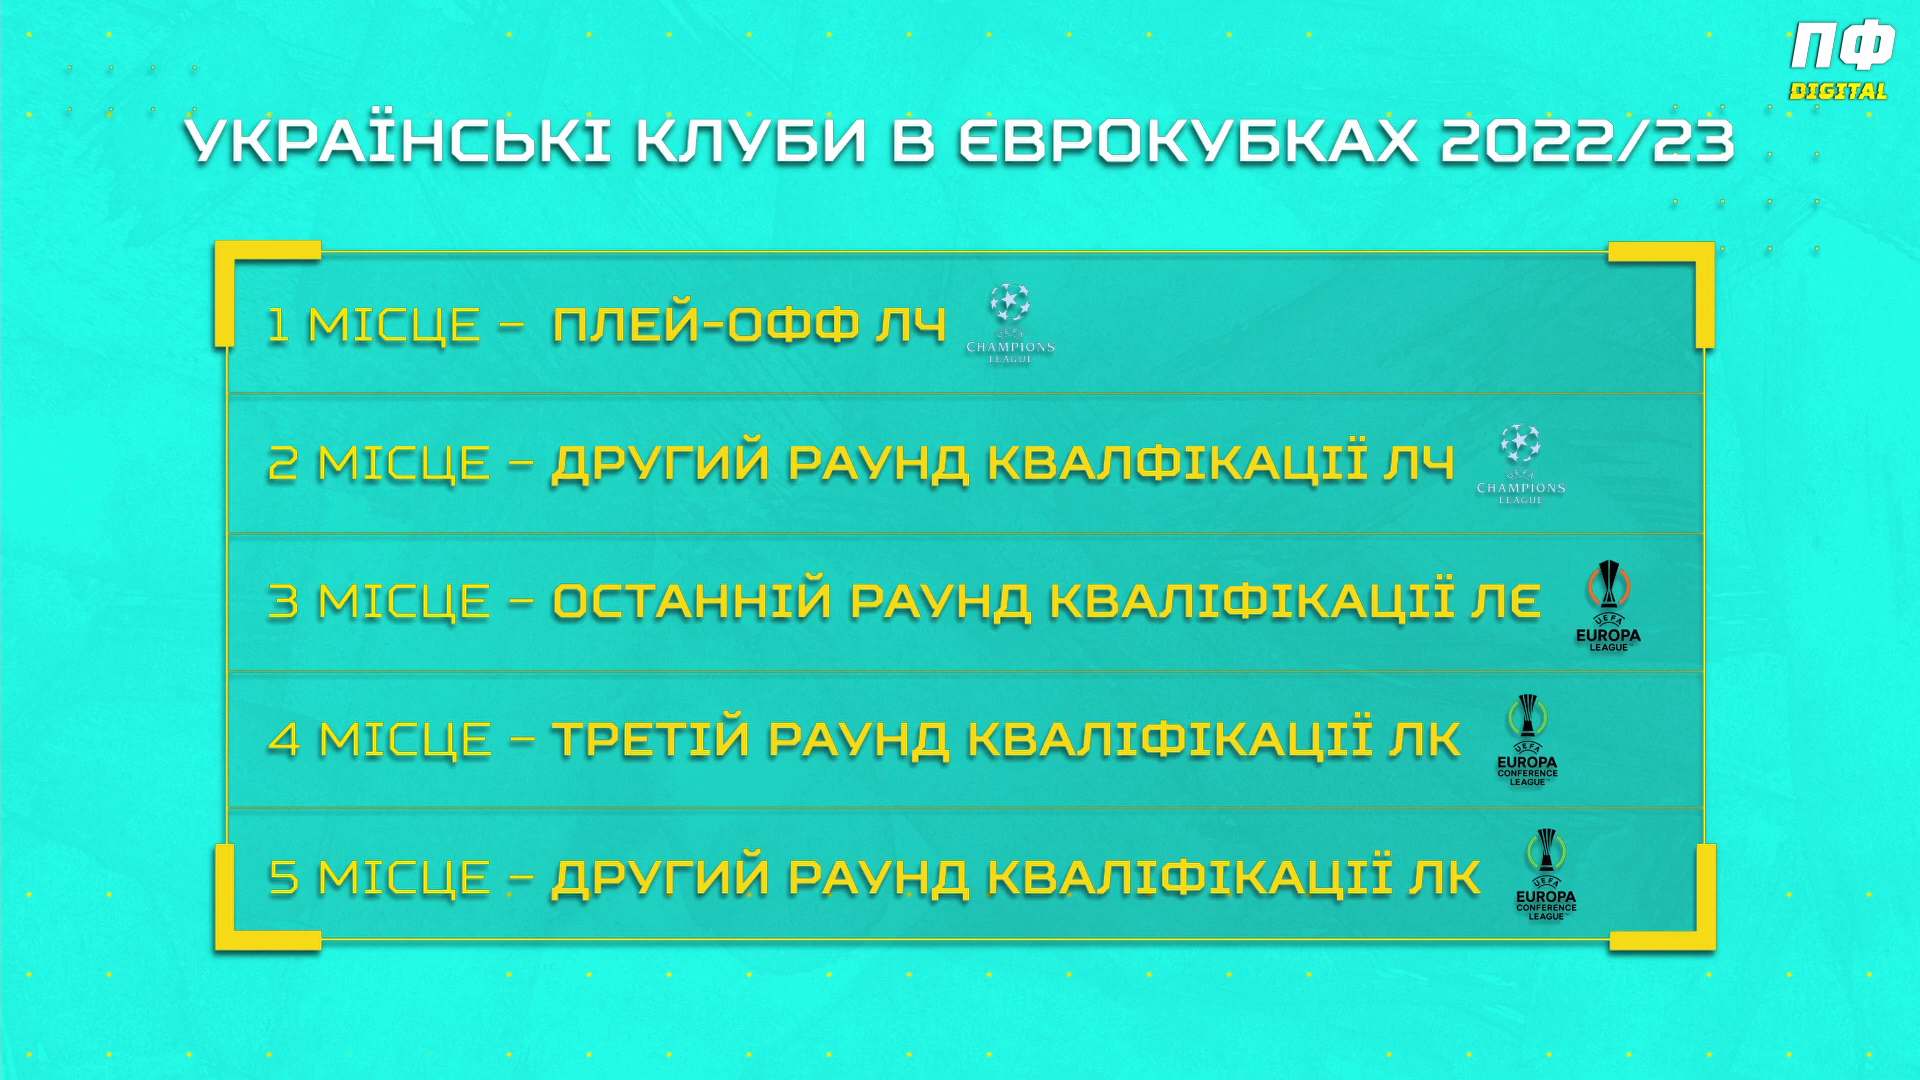 ПФ
DIGITAL
УКРАЇНСЬКІ КЛУБИ В ЄВРОКУБКАХ 2022/23
1 МІСЦЕ – ПЛЕЙ-ОФФ ЛЧ
UEFA
CHAMPIONS
LEAGUE
2 МІСЦЕ – ДРУГИЙ РАУНД КВАЛФІКАЦІЇ ЛЧ
UEFA
CHAMPIONS
LEAGUE
3 МІСЦЕ – ОСТАННІЙ РАУНД КВАЛІФІКАЦІЇ ЛЄ
UEFA
EUROPA
LEAGUE
4 МІСЦЕ – ТРЕТІЙ РАУНД КВАЛІФІКАЦІЇ ЛК
UEFA
EUROPA
CONFERENCE
LEAGUE
5 МІСЦЕ – ДРУГИЙ РАУНД КВАЛІФІКАЦІЇ ЛК
UEFA
EUROPA
CONFERENCE
LEAGUE